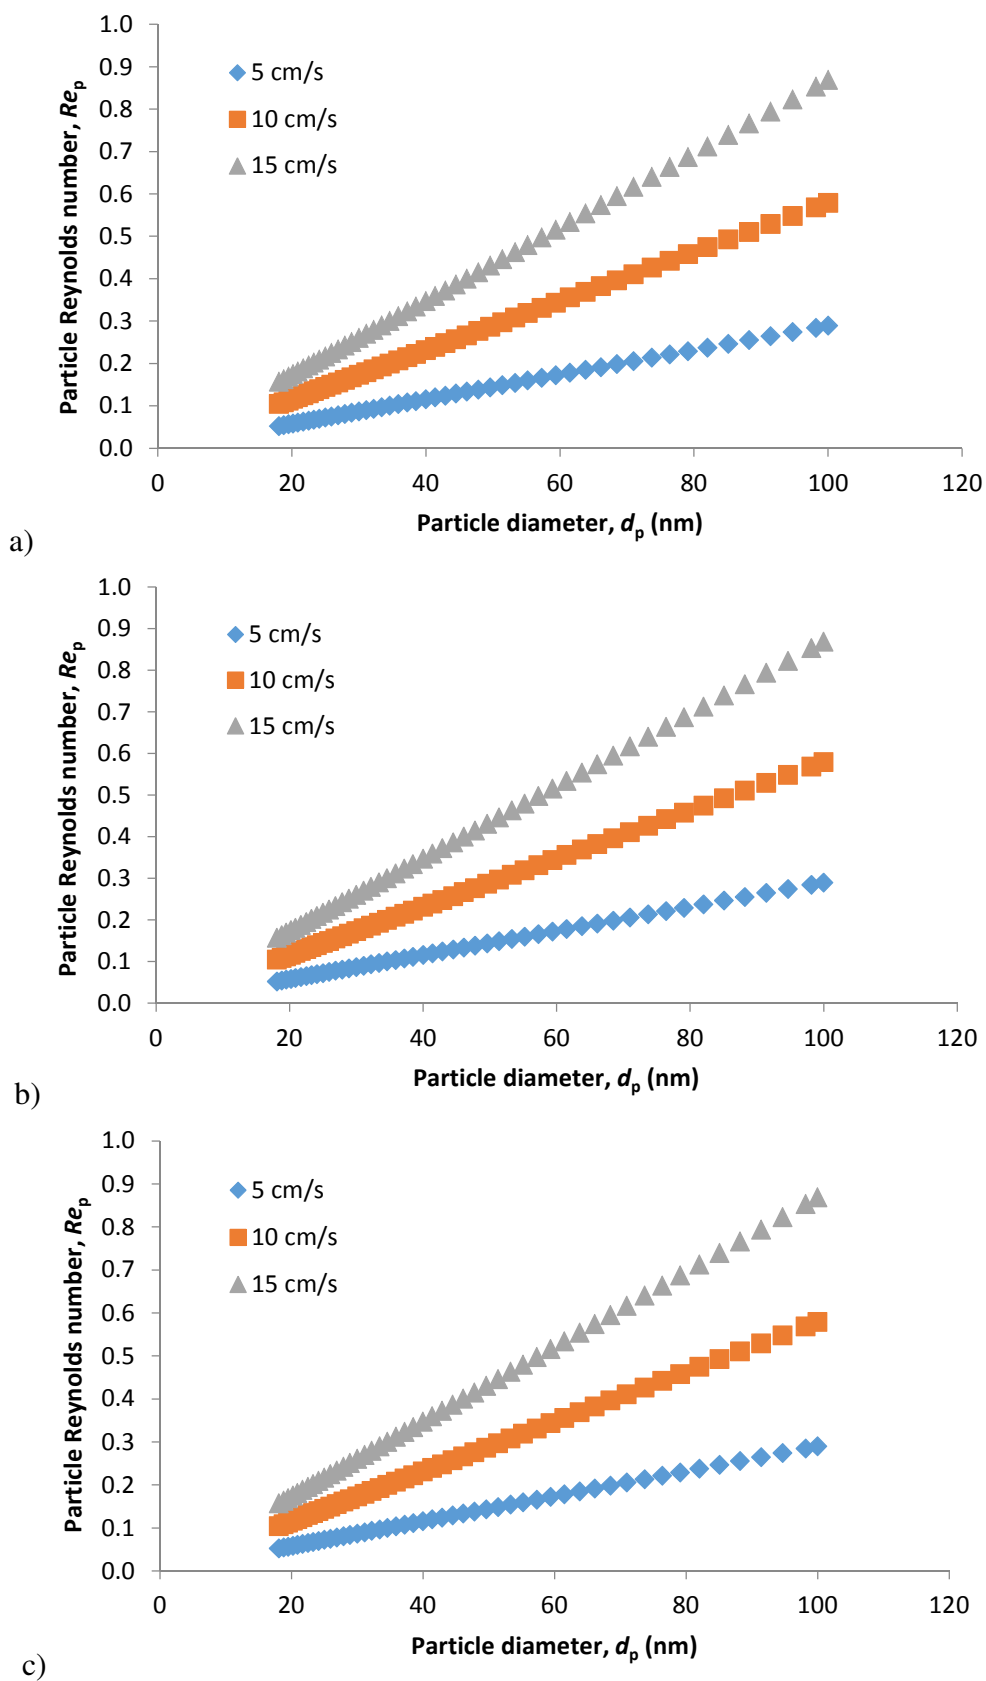 1.0
0.9
0.8
0.7
0.6
0.5
0.4
0.3
0.2
0.1
0.0
Particle Reynolds number, Rep
5 cm/s
10 cm/s
15 cm/s
0 20 40 60 80 100 120
Particle diameter, dp (nm)
a)
1.0
0.9
0.8
0.7
0.6
0.5
0.4
0.3
0.2
0.1
0.0
Particle Reynolds number, Rep
5 cm/s
10 cm/s
15 cm/s
0 20 40 60 80 100 120
Particle diameter, dp (nm)
b)
1.0
0.9
0.8
0.7
0.6
0.5
0.4
0.3
0.2
0.1
0.0
Particle Reynolds number, Rep
5 cm/s
10 cm/s
15 cm/s
0 20 40 60 80 100 120
Particle diameter, dp (nm)
c)